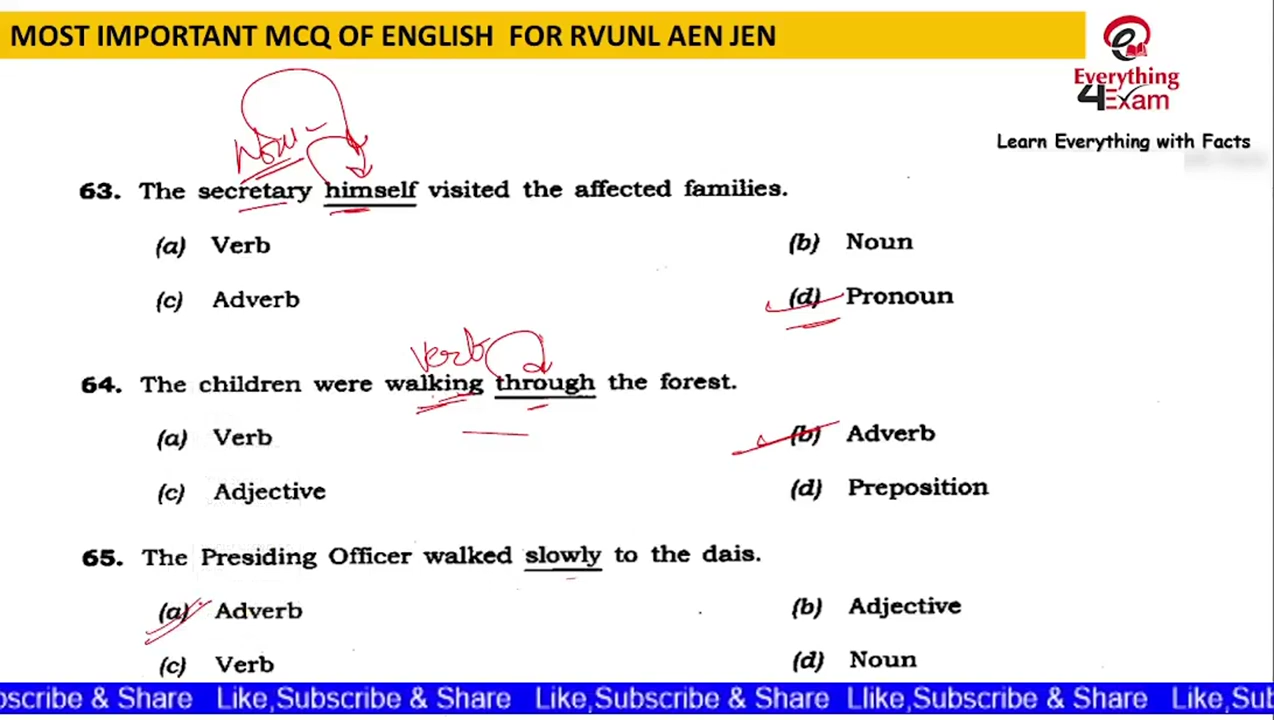 MOST IMPORTANT MCQ OF ENGLISH FOR RVUNL AEN JEN
e
Everything
4Exam
Learn Everything with Facts
Noun
63. The secretary himself visited the affected families.
(a) Verb (b) Noun
(c) Adverb (d) Pronoun
verb
64. The children were walking through the forest.
(a) Verb (b) Adverb
(c) Adjective (d) Preposition
65. The Presiding Officer walked slowly to the dais.
(a) Adverb (b) Adjective
(c) Verb (d) Noun
bscribe & Share Like,Subscribe & Share Like,Subscribe & Share Llike,Subscribe & Share Like,Sub